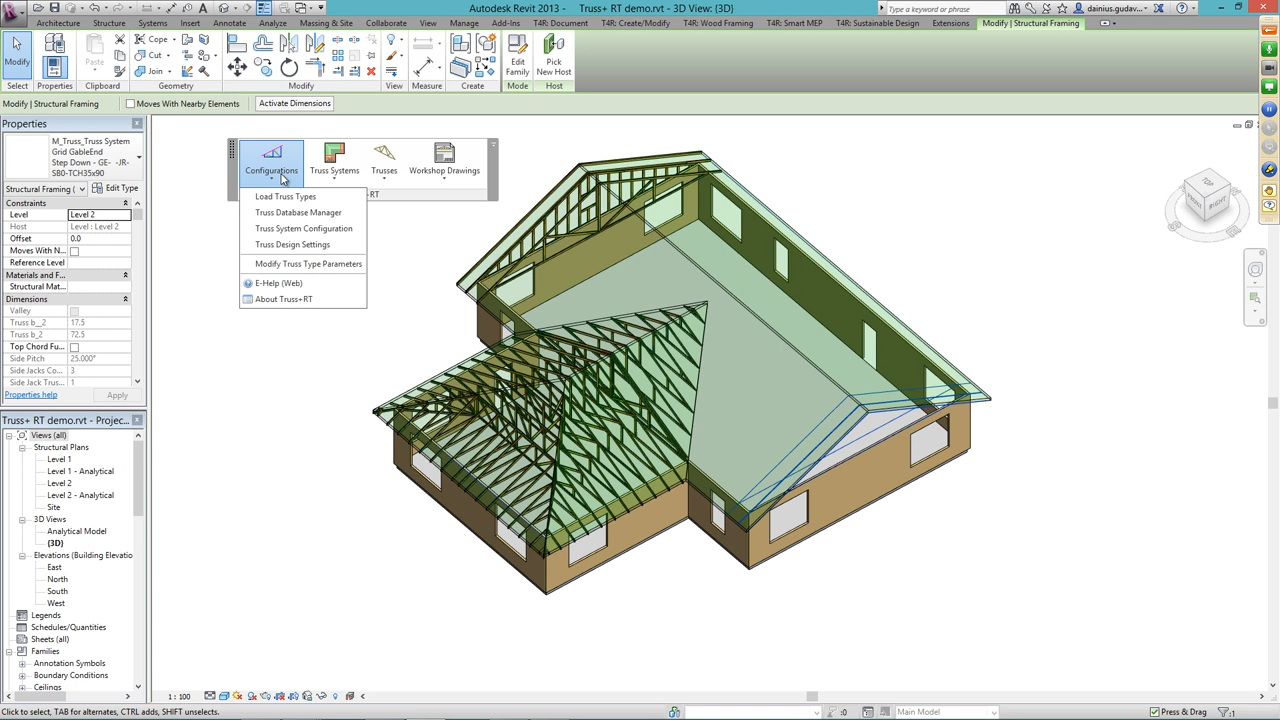 Autodesk Revit 2013 - Truss+ RT demo.rvt - 3D View: {3D}
Type a keyword or phrase
dainius.gudav...
Architecture Structure Systems Insert Annotate Analyze Massing & Site Collaborate View Manage Add-Ins T4R: Document T4R: Create/Modify T4R: Wood Framing T4R: Smart MEP T4R: Sustainable Design Extensions Modify | Structural Framing
Modify
Paste
Cope
Cut
Join
Edit Family
Pick New Host
Select Properties Clipboard Geometry Modify View Measure Create Mode Host
Modify | Structural Framing Moves With Nearby Elements Activate Dimensions
Properties
M_Truss_Truss System
Grid GableEnd
Step Down - GE- -JR-
SB0-TCH35x90
Structural Framing ( Edit Type
Constraints
Level Level 2
Host Level : Level 2
Offset 0.0
Moves With N...
Reference Level
Materials and F...
Structural Mat...
Dimensions
Valley
Truss b__2 17.5
Truss b_2 72.5
Top Chord Fu...
Side Pitch 25.000°
Side Jacks Co... 3
Side Jack Trus... 1
Properties help Apply
Configurations Truss Systems Trusses Workshop Drawings
+RT
Load Truss Types
Truss Database Manager
Truss System Configuration
Truss Design Settings
Modify Truss Type Parameters
E-Help (Web)
About Truss+RT
TOP
FRONT
RIGHT
Truss+ RT demo.rvt - Projec...
Views (all)
Structural Plans
Level 1
Level 1 - Analytical
Level 2
Level 2 - Analytical
Site
3D Views
Analytical Model
{3D}
Elevations (Building Elevatio
East
North
South
West
Legends
Schedules/Quantities
Sheets (all)
Families
Annotation Symbols
Boundary Conditions
Ceilings
1 : 100
Click to select, TAB for alternates, CTRL adds, SHIFT unselects.
:0
Main Model
Press & Drag
:1